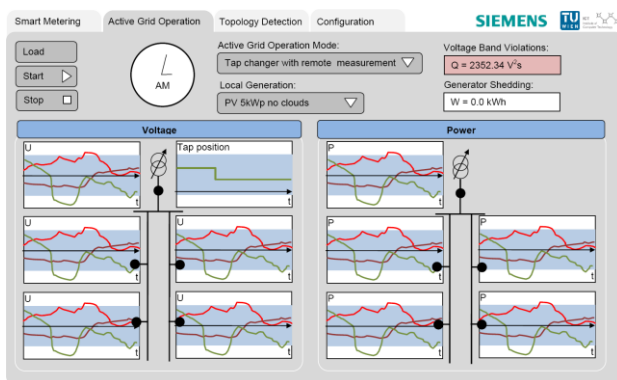 Smart Metering
Active Grid Operation
Topology Detection
Configuration
SIEMENS
TU
WIEN
Load
Start
Stop
AM
Active Grid Operation Mode:
Tap changer with remote measurement
Local Generation:
PV 5kWp no clouds
Voltage Band Violations:
Q = 2352.34 V²s
Generator Shedding:
W = 0.0 kWh
Voltage
Power
U
t
Tap position
t
P
t
U
t
U
t
P
t
P
t
U
t
U
t
P
t
P
t